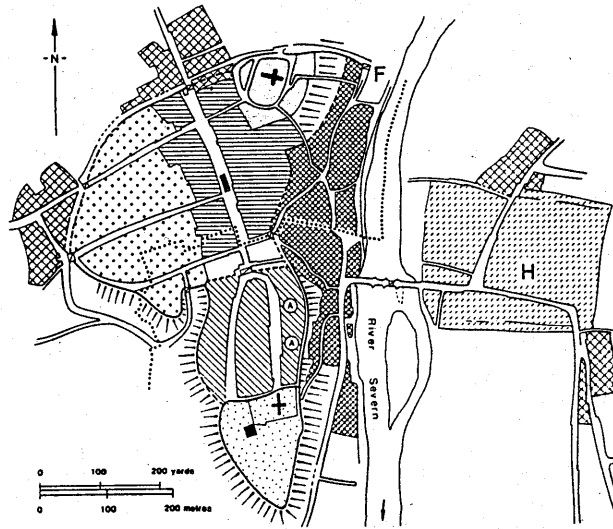 -N-
F
H
A
A
River Severn
0 100 200 yards
0 100 200 metres